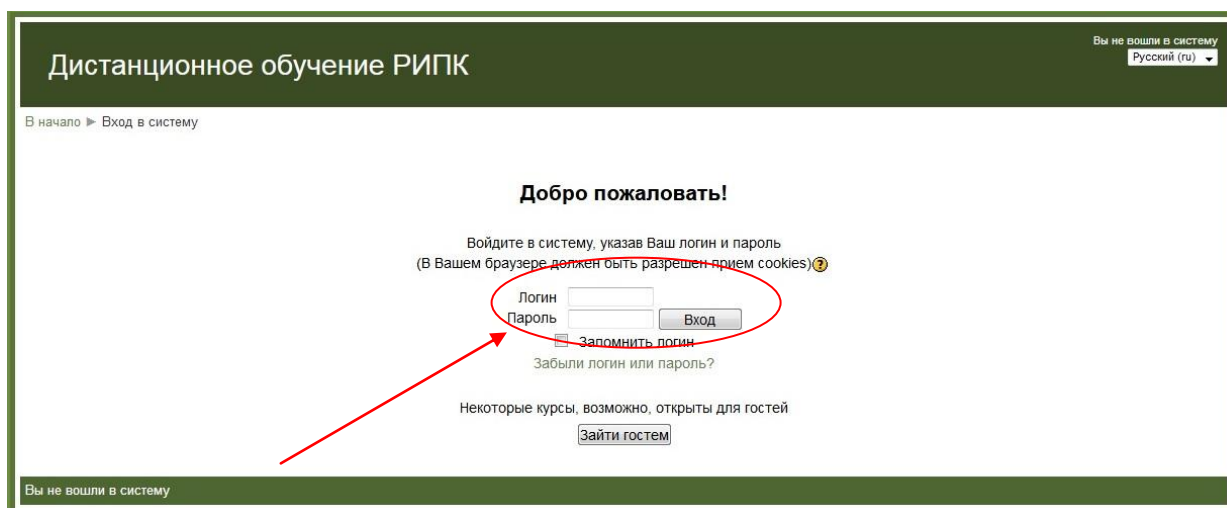 Вы не вошли в систему
Русский (ru)
Дистанционное обучение РИПК
В начало ► Вход в систему
Добро пожаловать!
Войдите в систему, указав Ваш логин и пароль
(В Вашем браузере должен быть разрешен прием cookies)?
Логин
Пароль Вход
Запомнить логин
Забыли логин или пароль?
Некоторые курсы, возможно, открыты для гостей
Зайти гостем
Вы не вошли в систему